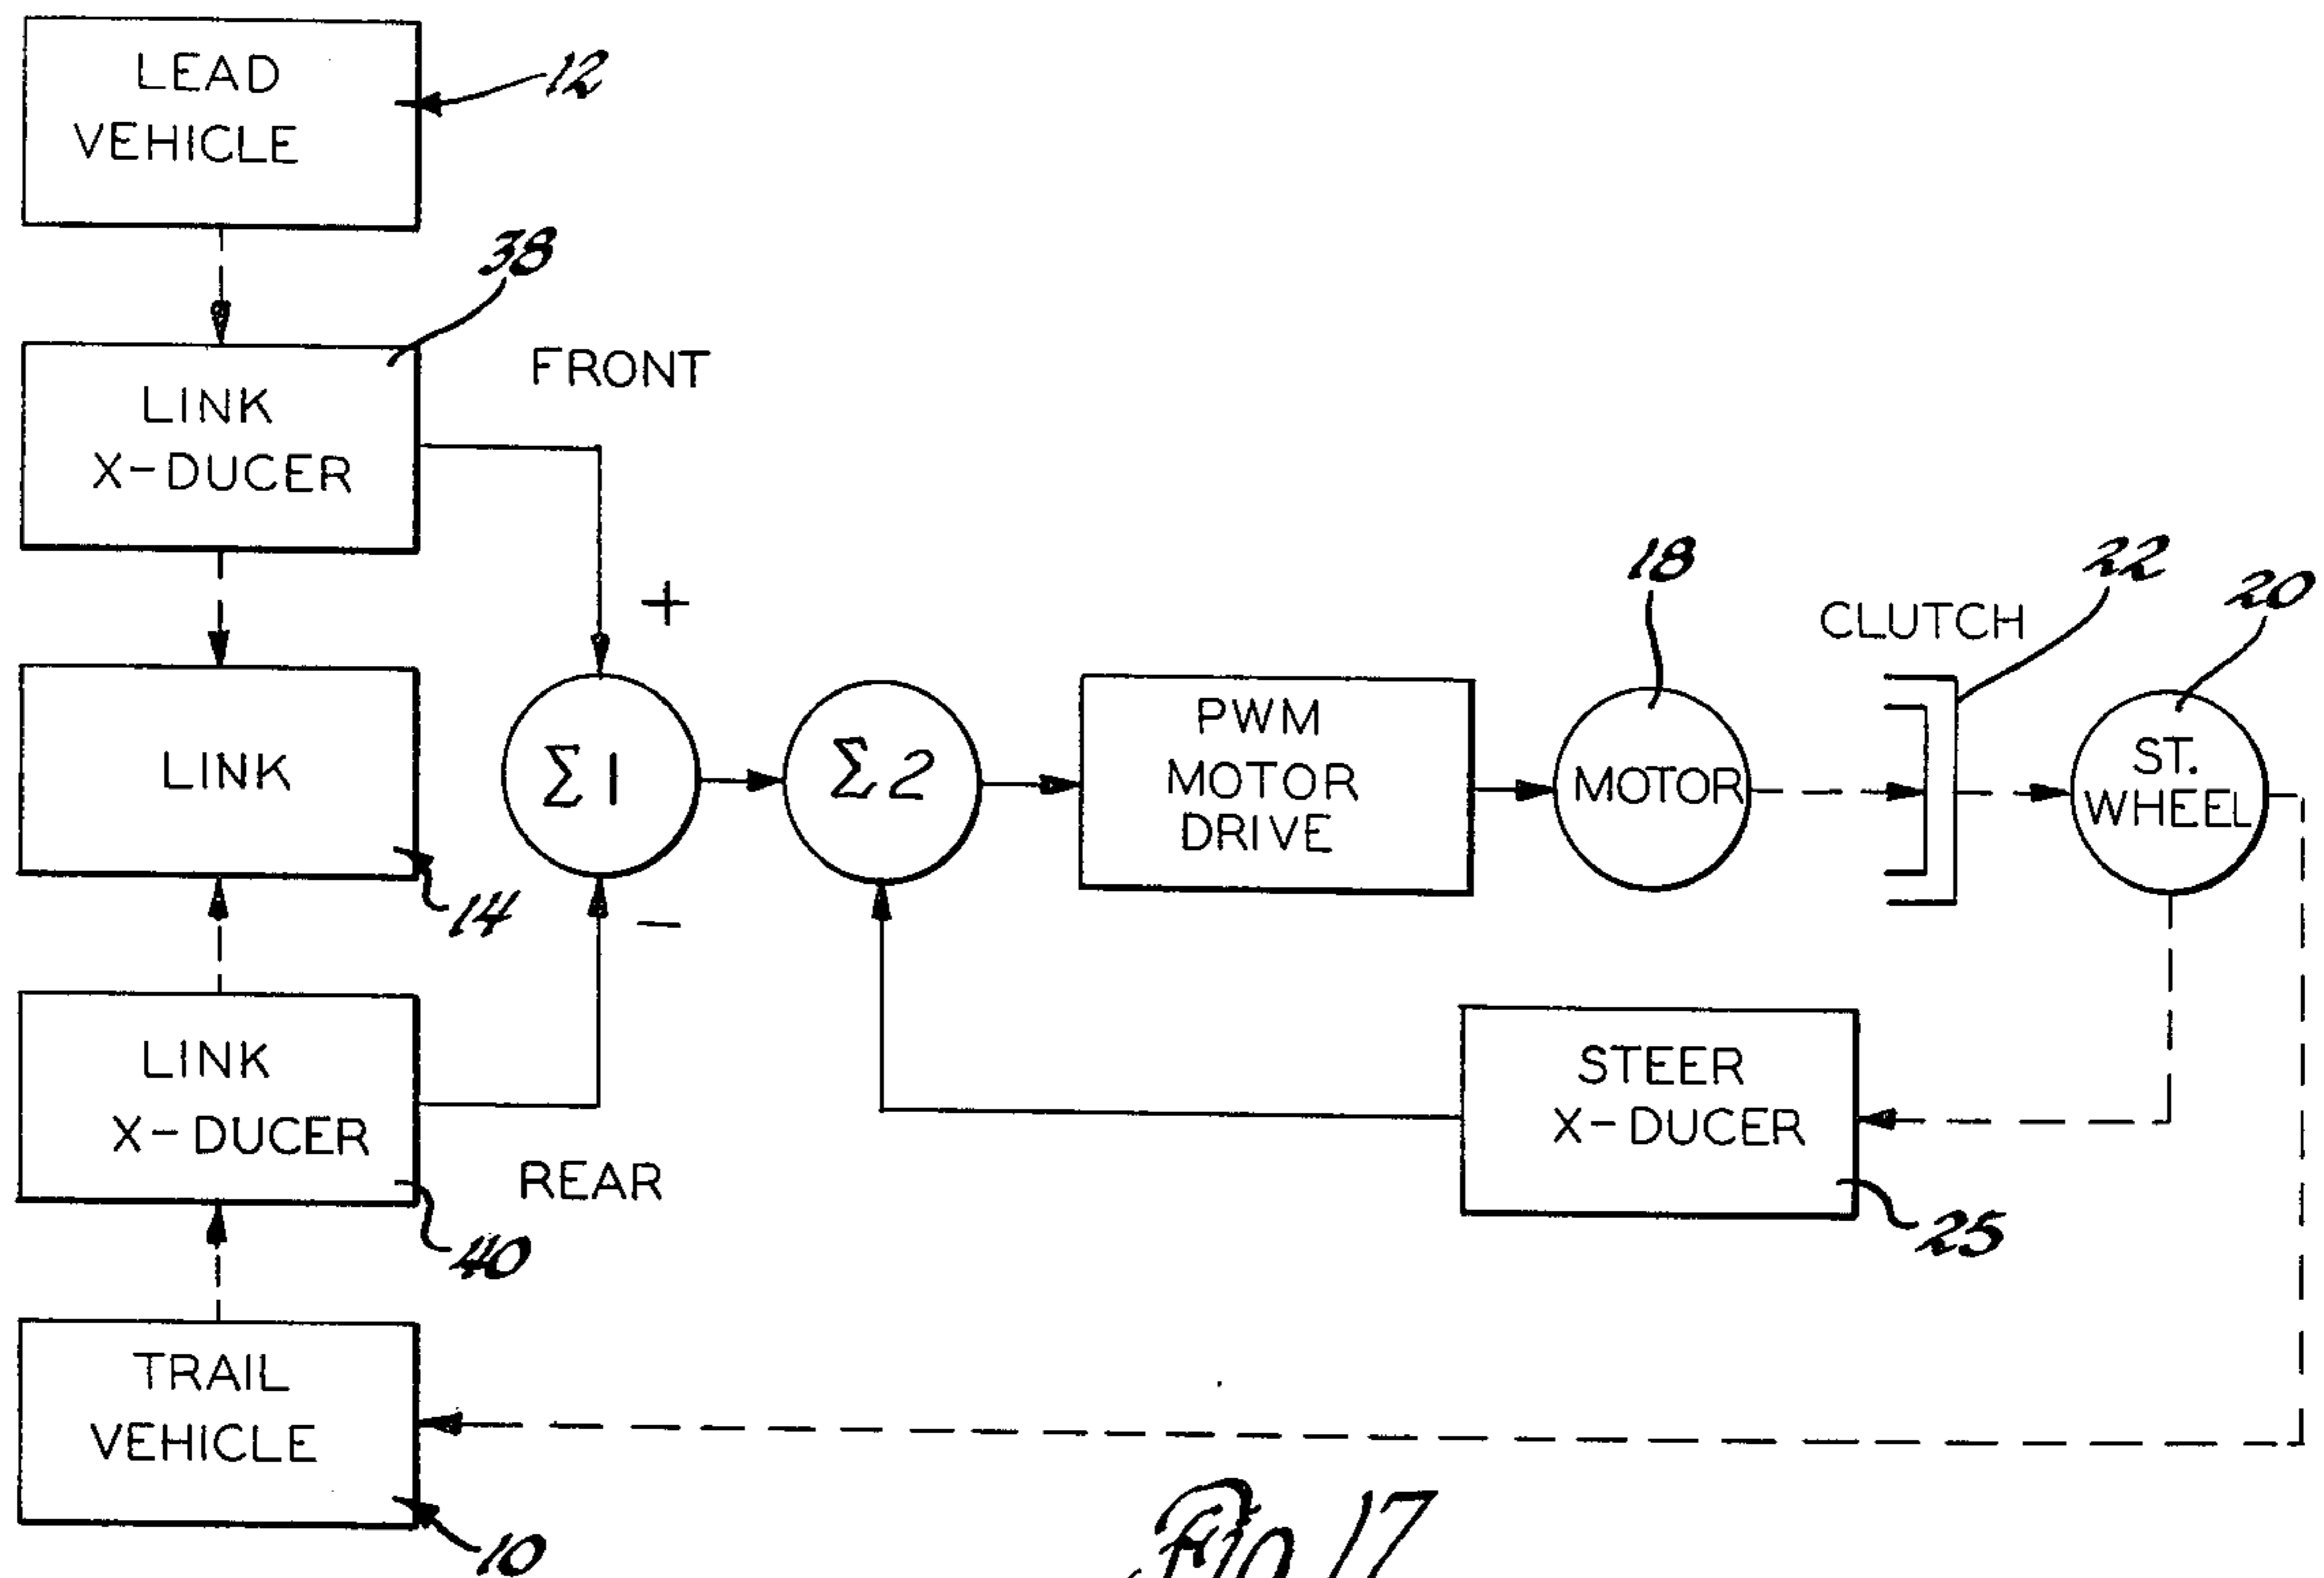 LEAD
VEHICLE
12
38
LINK
X-DUCER
FRONT
+
LINK
14
Σ1
Σ2
PWM
MOTOR
DRIVE
18
MOTOR
CLUTCH
22
20
ST.
WHEEL
−
LINK
X-DUCER
40
REAR
STEER
X-DUCER
25
TRAIL
VEHICLE
10
Fig 17